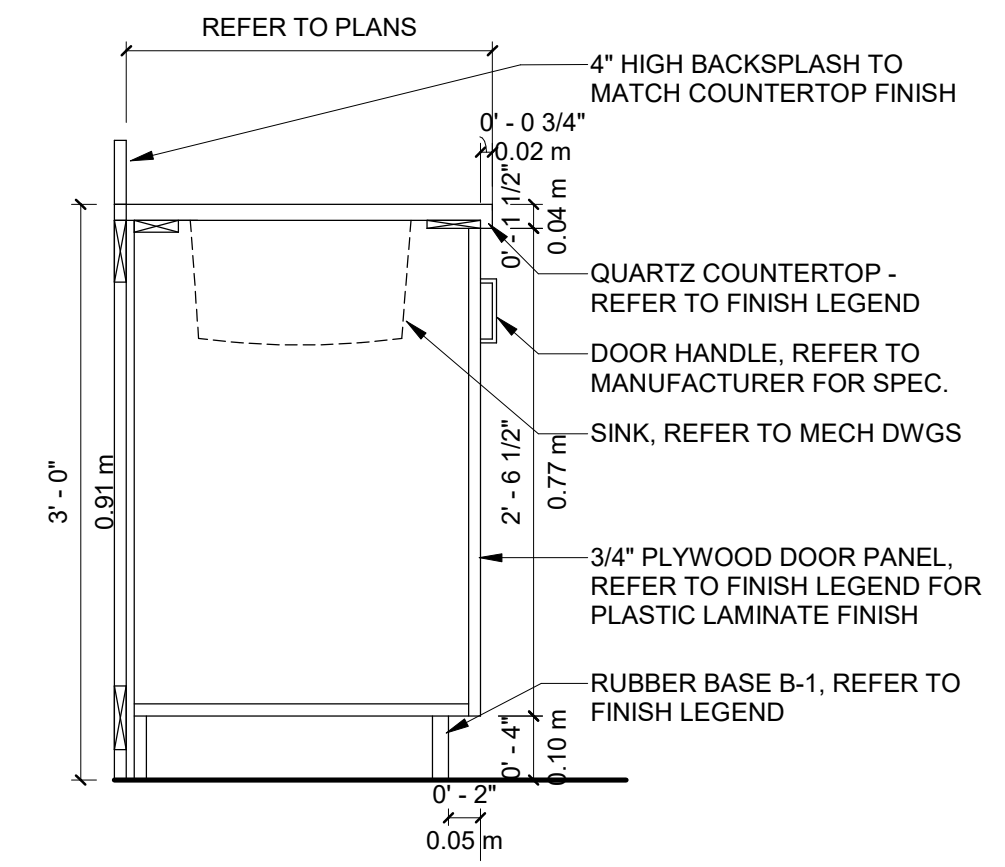 REFER TO PLANS
4" HIGH BACKSPLASH TO
MATCH COUNTERTOP FINISH
0' - 0 3/4"
0.02 m
0' - 1 1/2"
0.04 m
QUARTZ COUNTERTOP -
REFER TO FINISH LEGEND
DOOR HANDLE, REFER TO
MANUFACTURER FOR SPEC.
SINK, REFER TO MECH DWGS
3' - 0"
0.91 m
2' - 6 1/2"
0.77 m
3/4" PLYWOOD DOOR PANEL,
REFER TO FINISH LEGEND FOR
PLASTIC LAMINATE FINISH
RUBBER BASE B-1, REFER TO
FINISH LEGEND
0' - 4"
0.10 m
0' - 2"
0.05 m